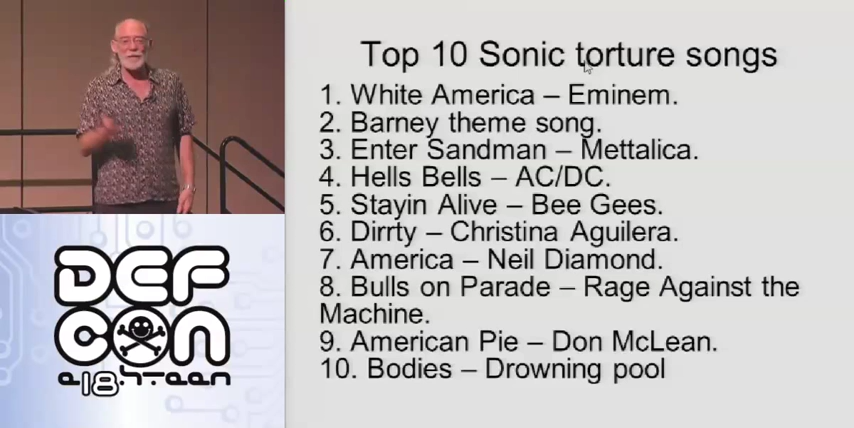 Top 10 Sonic torture songs
1. White America – Eminem.
2. Barney theme song.
3. Enter Sandman – Mettalica.
4. Hells Bells – AC/DC.
5. Stayin Alive – Bee Gees.
6. Dirrty – Christina Aguilera.
7. America – Neil Diamond.
8. Bulls on Parade – Rage Against the
Machine.
9. American Pie – Don McLean.
10. Bodies – Drowning pool
DEF
CON
e18hteen